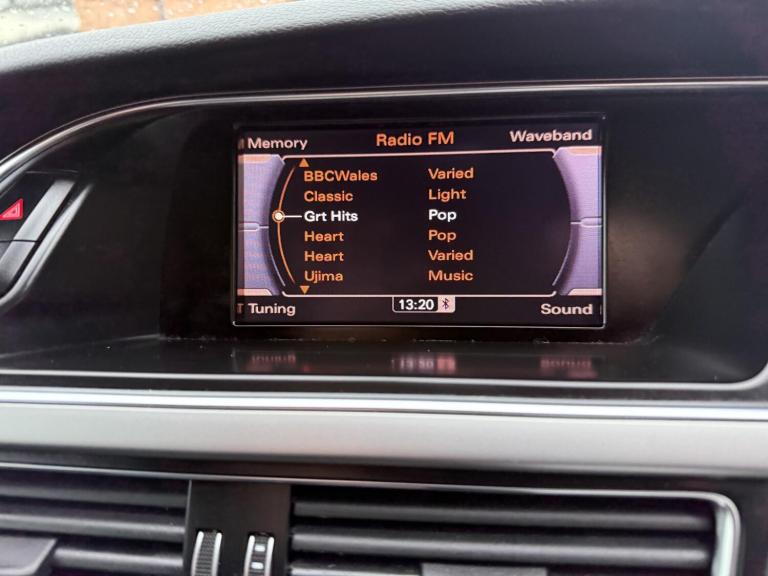 Memory Radio FM Waveband
BBCWales Varied
Classic Light
Grt Hits Pop
Heart Pop
Heart Varied
Ujima Music
Tuning 13:20 Sound